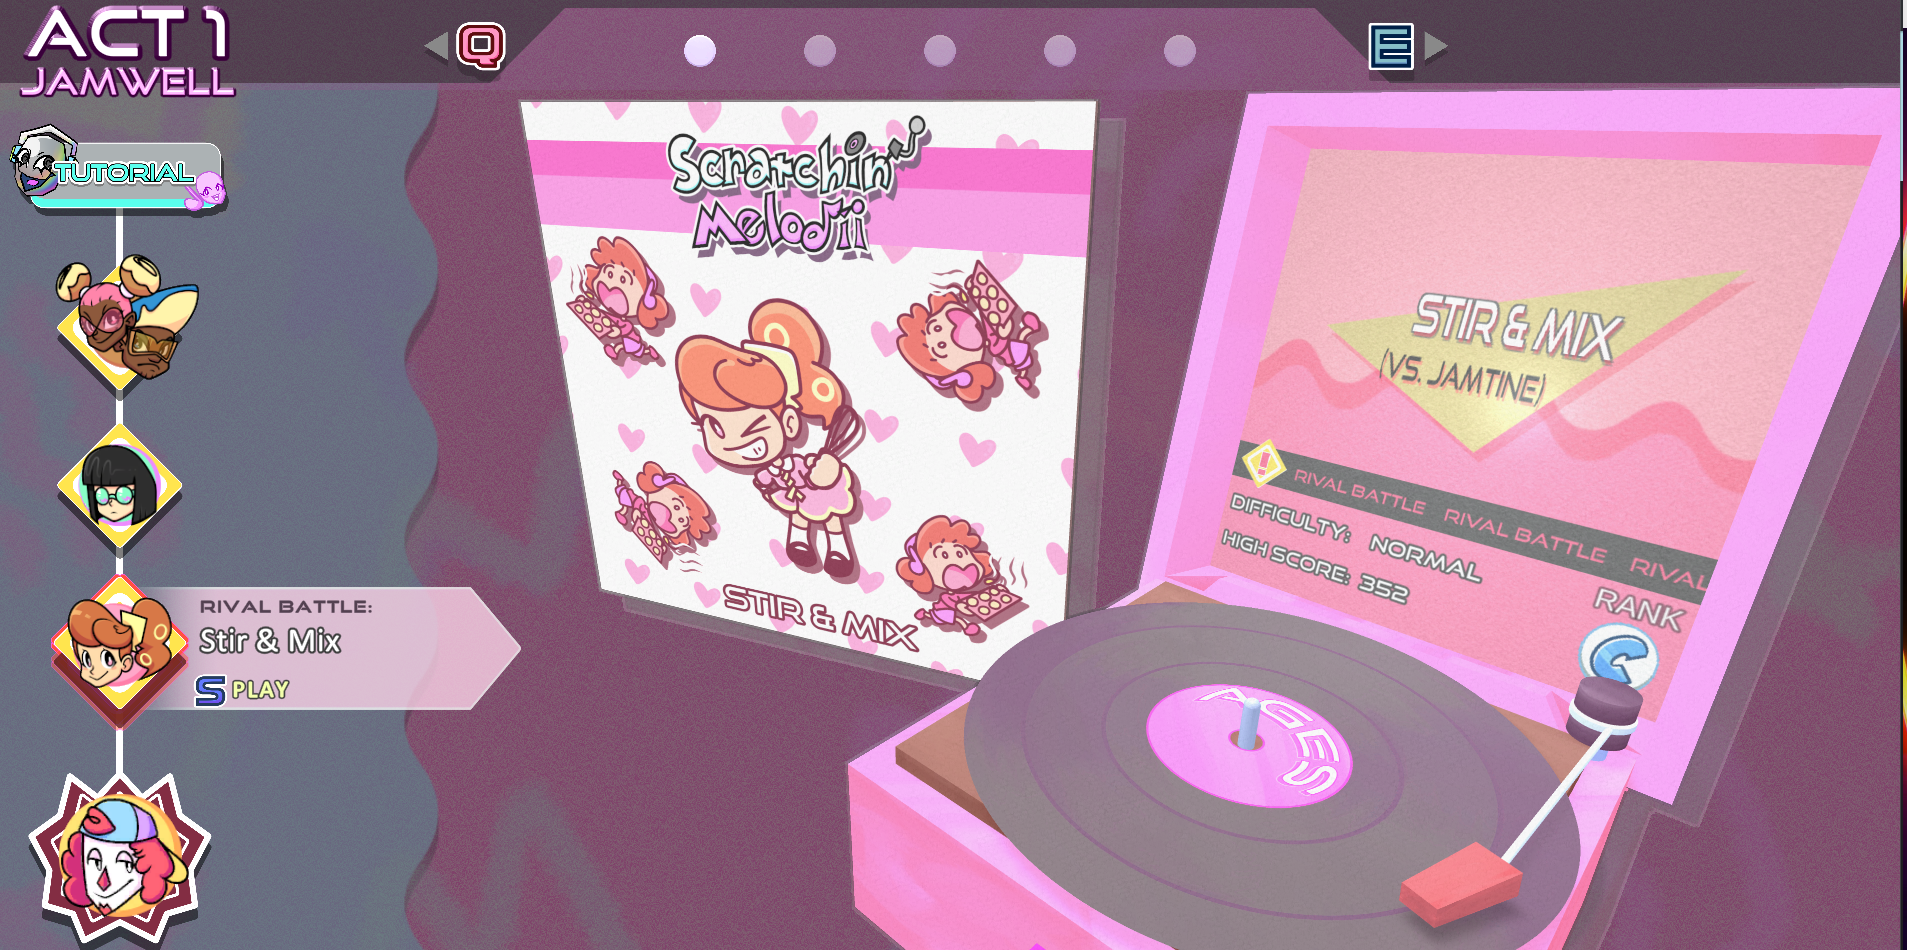 ACT 1
JAMWELL
Q
E
TUTORIAL
RIVAL BATTLE:
Stir & Mix
S PLAY
Scratchin'
Melodii
STIR & MIX
STIR & MIX
(VS. JAMTINE)
! RIVAL BATTLE RIVAL BATTLE RIVAL
DIFFICULTY: NORMAL
HIGH SCORE: 352
RANK
C